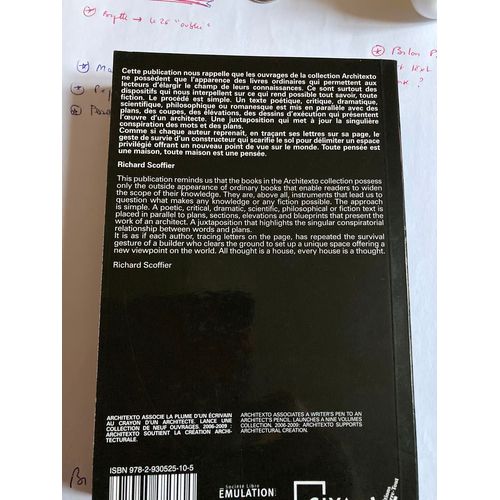 Cette publication nous rappelle que les ouvrages de la collection Architexto
ne possèdent que l'apparence des livres ordinaires qui permettent aux
lecteurs d'élargir le champ de leurs connaissances. Ce sont surtout des
dispositifs qui nous interpellent sur ce qui rend possible tout savoir, toute
fiction. Le procédé est simple. Un texte poétique, critique, dramatique,
scientifique, philosophique ou romanesque est mis en parallèle avec des
plans, des coupes, des élévations, des dessins d'exécution qui présentent
l'œuvre d'un architecte. Une juxtaposition qui met à jour la singulière
conspiration des mots et des plans.
Comme si chaque auteur reprenait, en traçant ses lettres sur sa page, le
geste de survie d'un constructeur qui scarifie le sol pour délimiter un espace
privilégié offrant un nouveau point de vue sur le monde. Toute pensée est
une maison, toute maison est une pensée.
Richard Scoffier
This publication reminds us that the books in the Architexto collection possess
only the outside appearance of ordinary books that enable readers to widen
the scope of their knowledge. They are, above all, instruments that lead us to
question what makes any knowledge or any fiction possible. The approach
is simple. A poetic, critical, dramatic, scientific, philosophical or fiction text is
placed in parallel to plans, sections, elevations and blueprints that present the
work of an architect. A juxtaposition that highlights the singular conspiratorial
relationship between words and plans.
It is as if each author, tracing letters on the page, has repeated the survival
gesture of a builder who clears the ground to set up a unique space offering a
new viewpoint on the world. All thought is a house, every house is a thought.
Richard Scoffier
ARCHITEXTO ASSOCIE LA PLUME D'UN ÉCRIVAIN
AU CRAYON D'UN ARCHITECTE. LANCE UNE
COLLECTION DE NEUF OUVRAGES. 2006-2009 :
ARCHITEXTO SOUTIENT LA CRÉATION ARCHI-
TECTURALE.
ARCHITEXTO ASSOCIATES A WRITER'S PEN TO AN
ARCHITECT'S PENCIL. LAUNCHES A NINE VOLUMES
COLLECTION. 2006-2009: ARCHITEXTO SUPPORTS
ARCHITECTURAL CREATION.
ISBN 978-2-930525-10-5
Société Libre
EMULATION